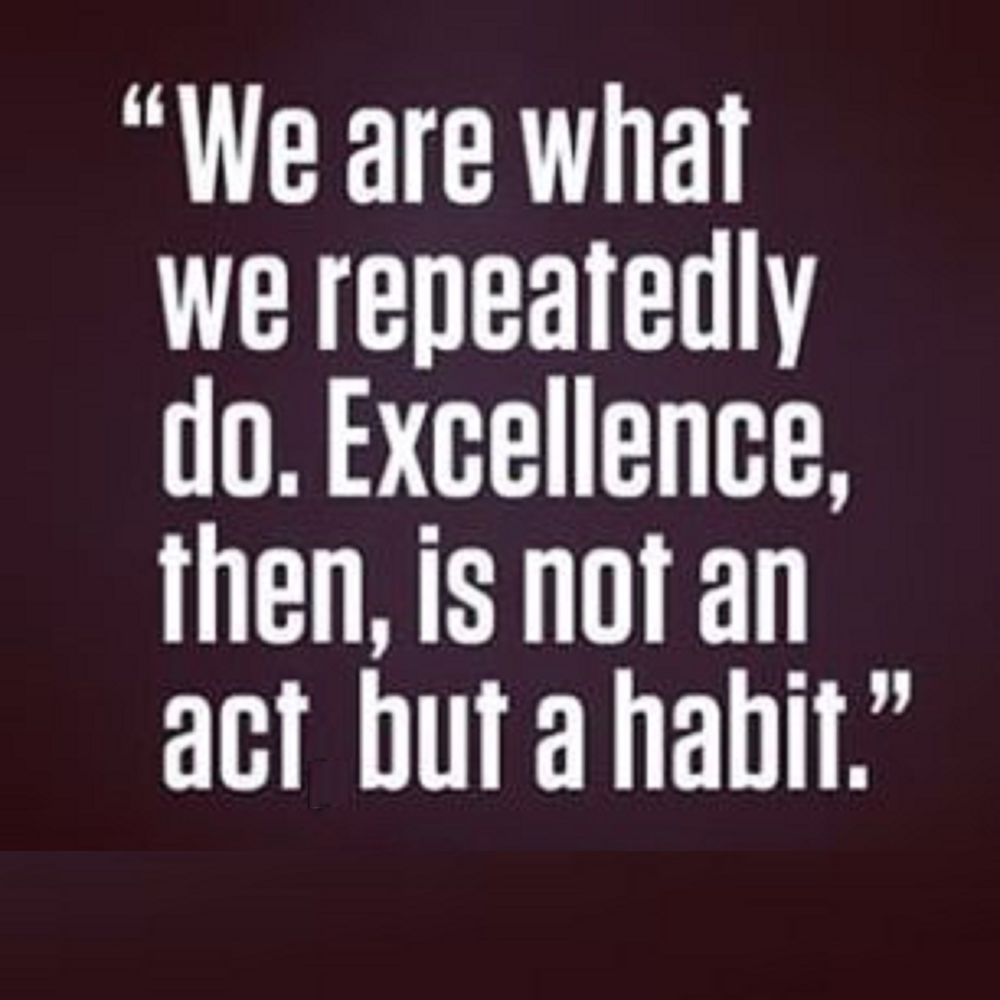 “We are what
we repeatedly
do. Excellence,
then, is not an
act but a habit.”